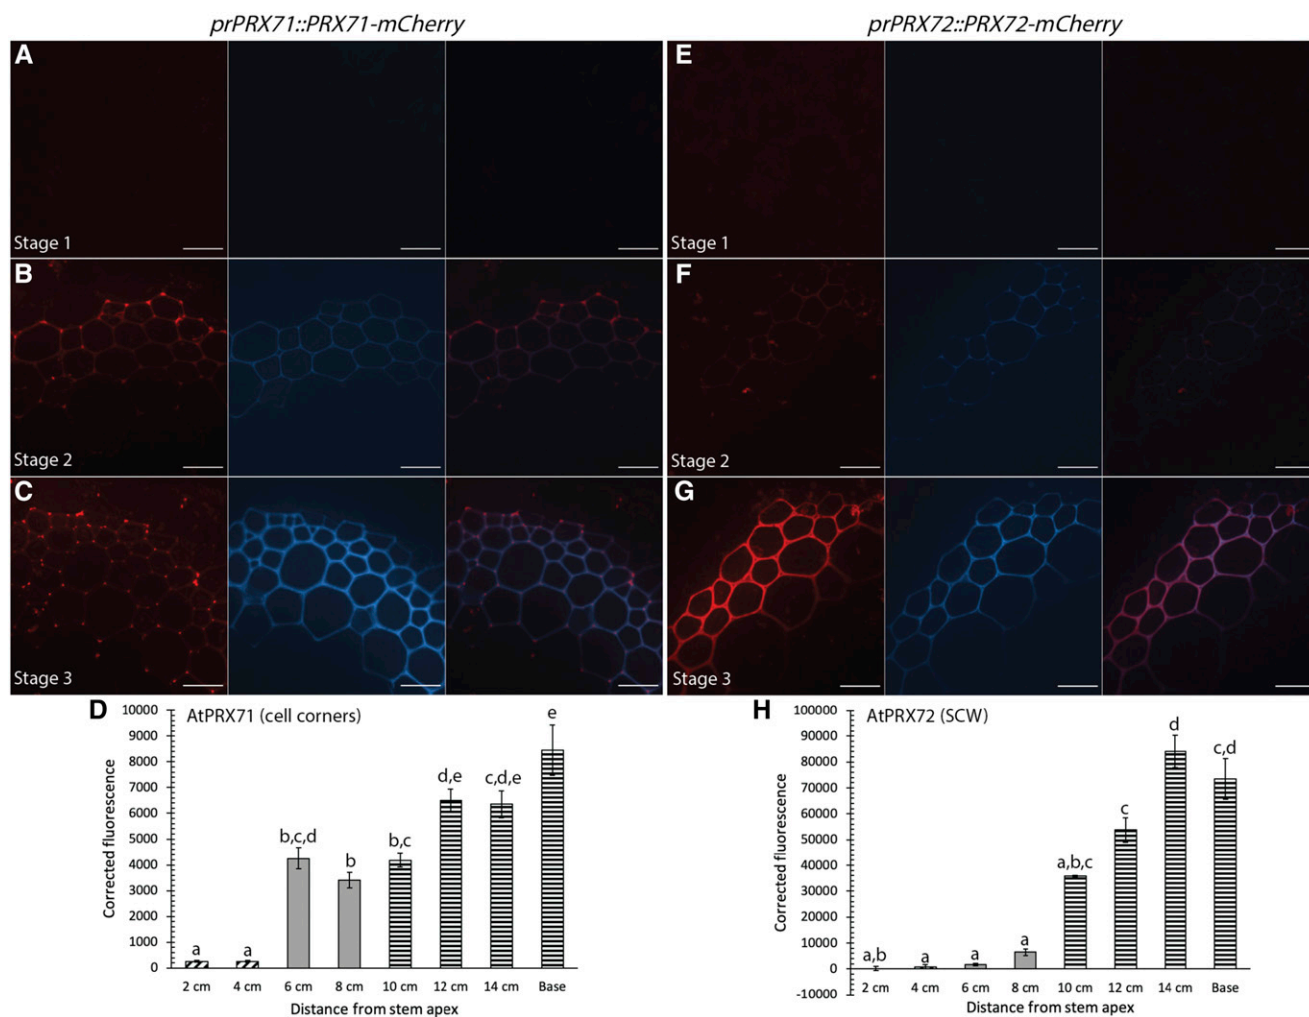 prPRX71::PRX71-mCherry
prPRX72::PRX72-mCherry
A
Stage 1
B
Stage 2
C
Stage 3
E
Stage 1
F
Stage 2
G
Stage 3
D
AtPRX71 (cell corners)
Corrected fluorescence
10000
9000
8000
7000
6000
5000
4000
3000
2000
1000
0
a
a
b,c,d
b
b,c
d,e
c,d,e
e
2 cm 4 cm 6 cm 8 cm 10 cm 12 cm 14 cm Base
Distance from stem apex
H
AtPRX72 (SCW)
Corrected fluorescence
100000
90000
80000
70000
60000
50000
40000
30000
20000
10000
0
-10000
a,b
a
a
a
a,b,c
c
d
c,d
2 cm 4 cm 6 cm 8 cm 10 cm 12 cm 14 cm Base
Distance from stem apex